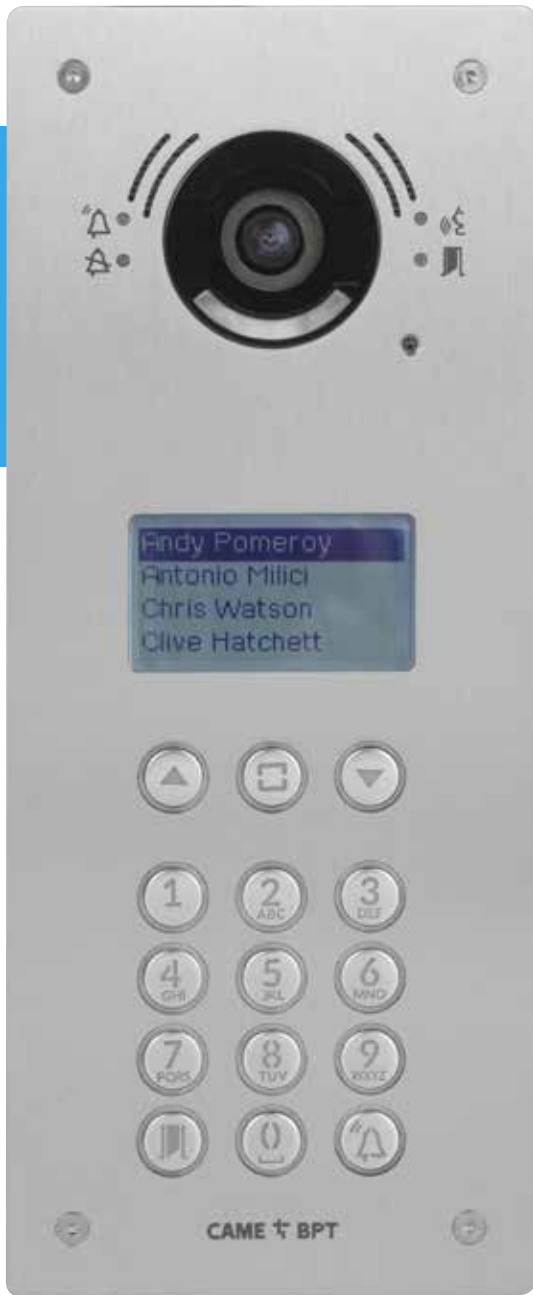 Andy Pomeroy
Antonio Milici
Chris Watson
Clive Hatchett
1 2 3
ABC DEF
4 5 6
GHI JKL MNO
7 8 9
PQRS TUV WXYZ
0
CAME BPT